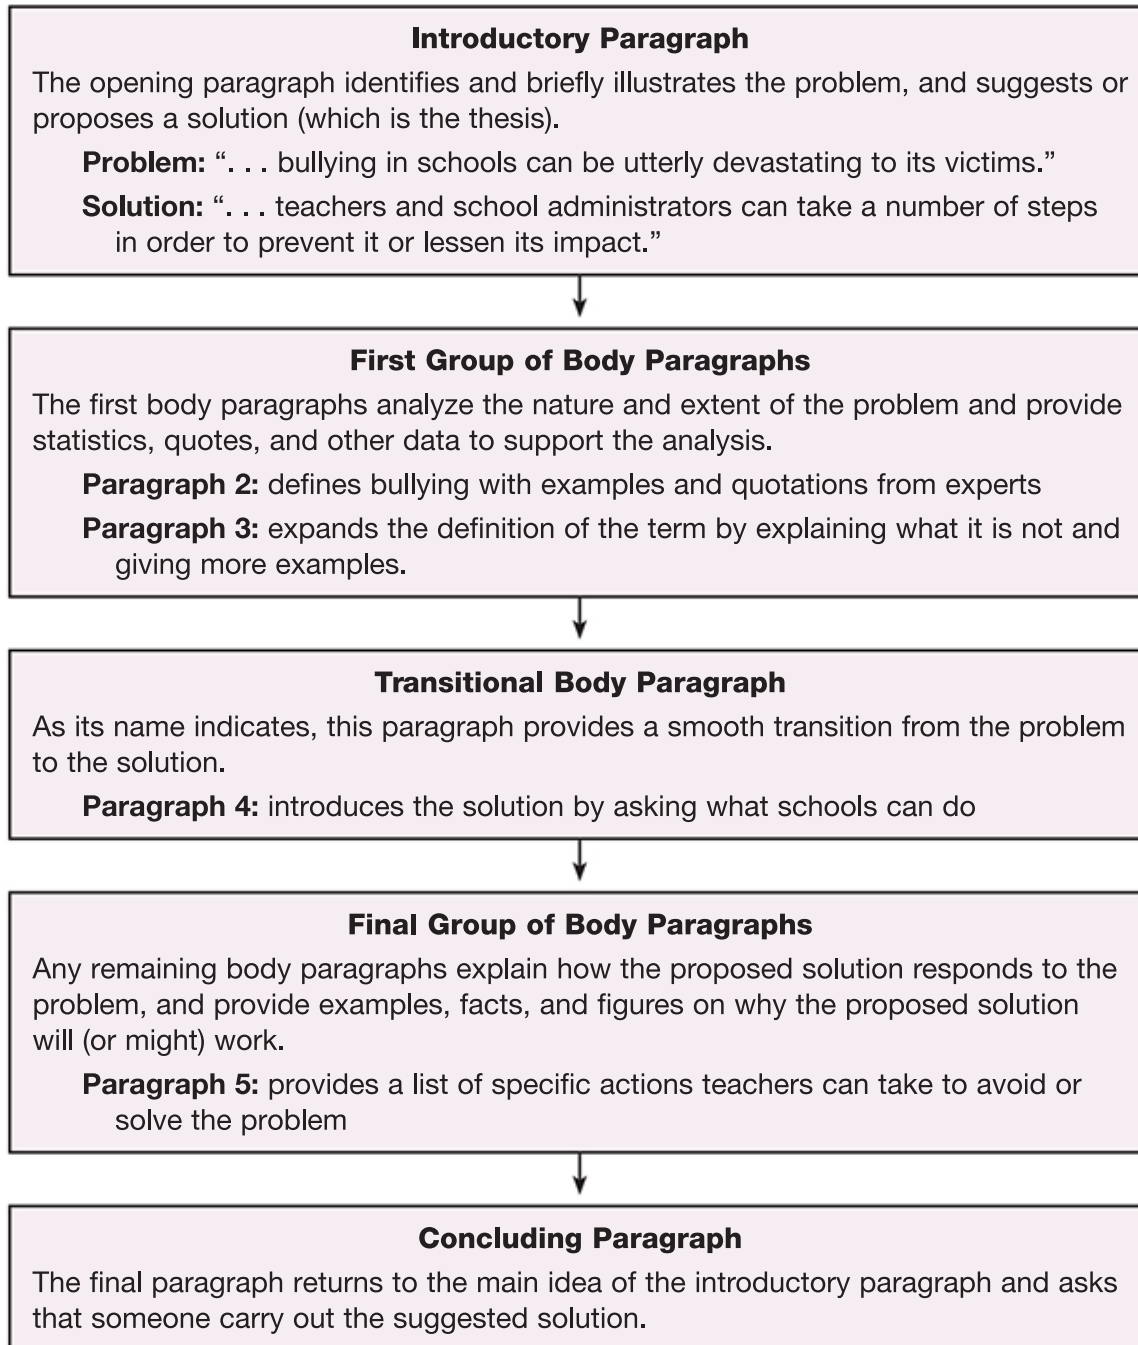 Introductory Paragraph
The opening paragraph identifies and briefly illustrates the problem, and suggests or
proposes a solution (which is the thesis).
Problem: “. . . bullying in schools can be utterly devastating to its victims.”
Solution: “. . . teachers and school administrators can take a number of steps
in order to prevent it or lessen its impact.”
First Group of Body Paragraphs
The first body paragraphs analyze the nature and extent of the problem and provide
statistics, quotes, and other data to support the analysis.
Paragraph 2: defines bullying with examples and quotations from experts
Paragraph 3: expands the definition of the term by explaining what it is not and
giving more examples.
Transitional Body Paragraph
As its name indicates, this paragraph provides a smooth transition from the problem
to the solution.
Paragraph 4: introduces the solution by asking what schools can do
Final Group of Body Paragraphs
Any remaining body paragraphs explain how the proposed solution responds to the
problem, and provide examples, facts, and figures on why the proposed solution
will (or might) work.
Paragraph 5: provides a list of specific actions teachers can take to avoid or
solve the problem
Concluding Paragraph
The final paragraph returns to the main idea of the introductory paragraph and asks
that someone carry out the suggested solution.